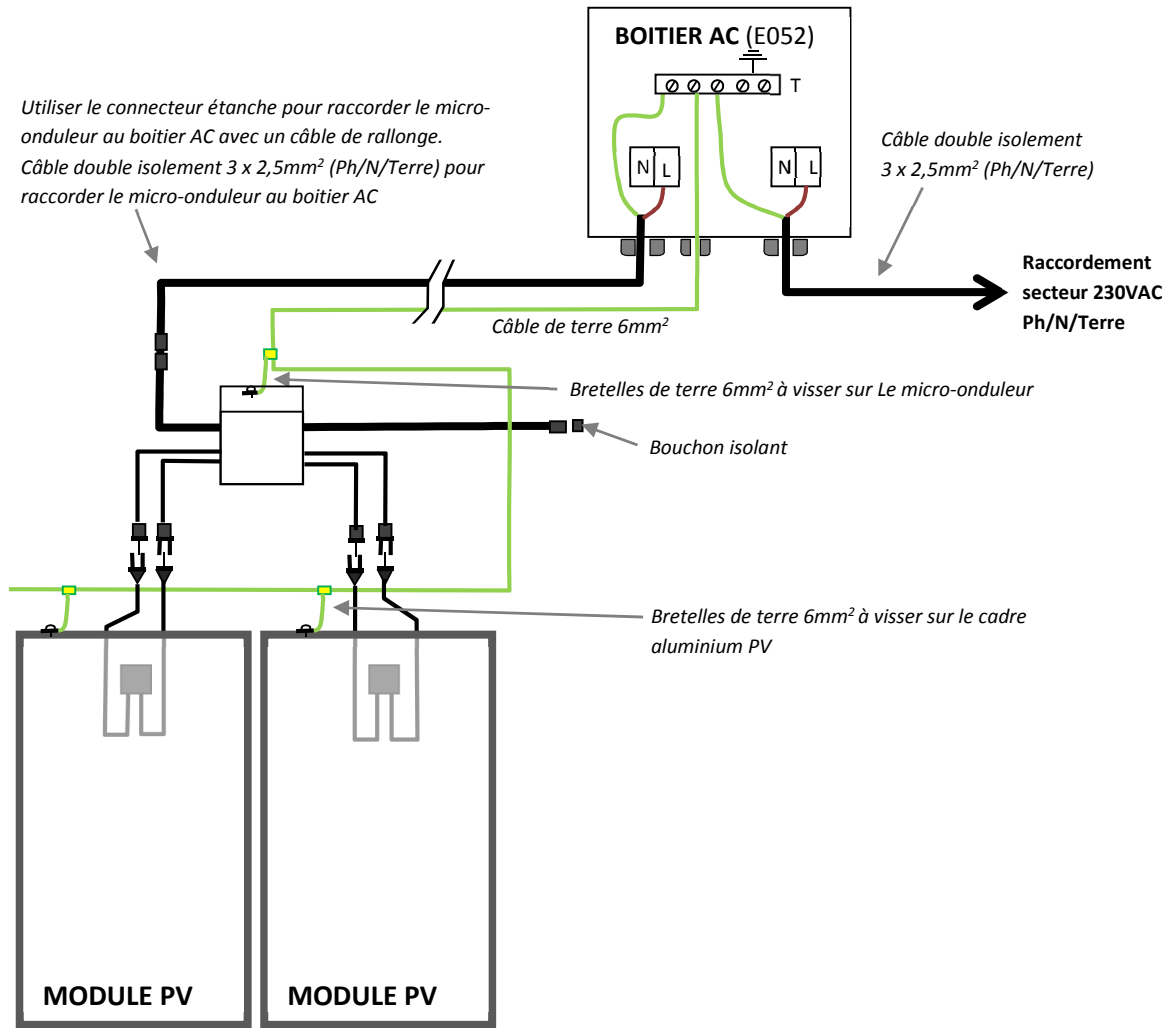 BOITIER AC (E052)
T
N L
N L
Utiliser le connecteur étanche pour raccorder le micro-
onduleur au boitier AC avec un câble de rallonge.
Câble double isolement 3 x 2,5mm² (Ph/N/Terre) pour
raccorder le micro-onduleur au boitier AC
Câble double isolement
3 x 2,5mm² (Ph/N/Terre)
Raccordement
secteur 230VAC
Ph/N/Terre
Câble de terre 6mm²
Bretelles de terre 6mm² à visser sur Le micro-onduleur
Bouchon isolant
Bretelles de terre 6mm² à visser sur le cadre
aluminium PV
MODULE PV
MODULE PV